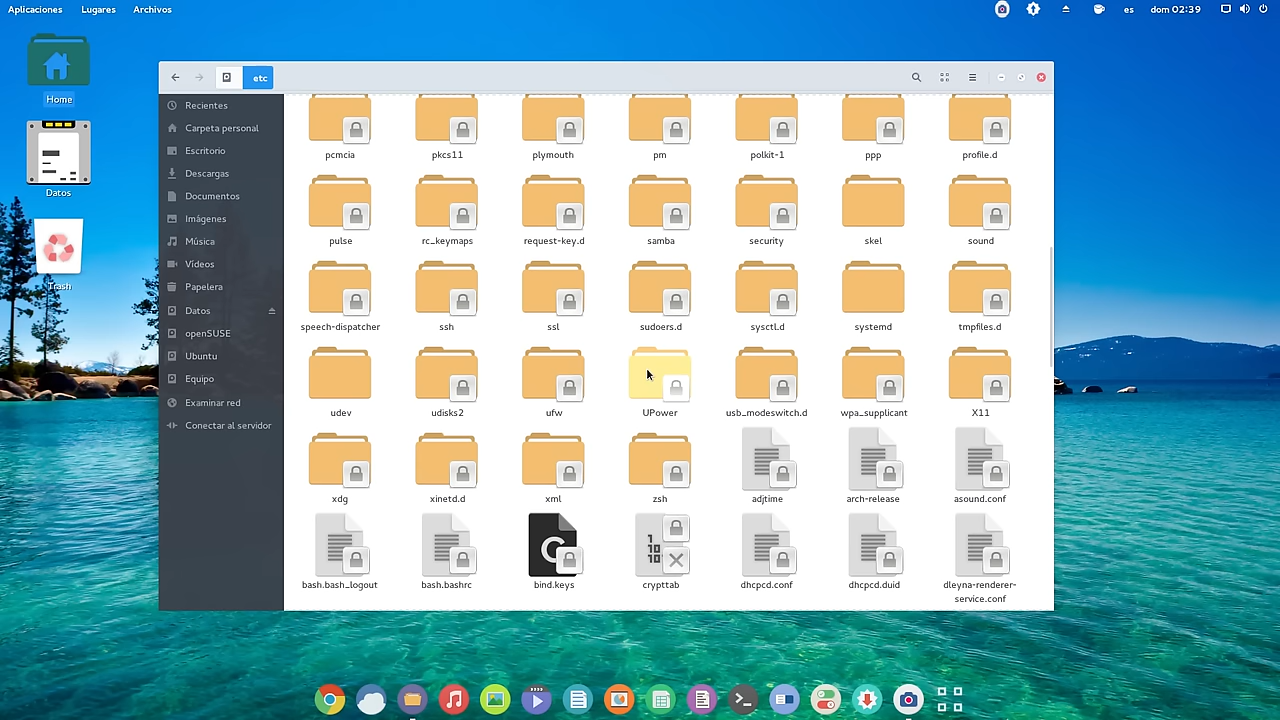 Aplicaciones Lugares Archivos es dom 02:39
Home
Datos
Trash
etc
Recientes
Carpeta personal
Escritorio
Descargas
Documentos
Imágenes
Música
Vídeos
Papelera
Datos
openSUSE
Ubuntu
Equipo
Examinar red
Conectar al servidor
pcmcia pkcs11 plymouth pm polkit-1 ppp profile.d
pulse rc_keymaps request-key.d samba security skel sound
speech-dispatcher ssh ssl sudoers.d sysctl.d systemd tmpfiles.d
udev udisks2 ufw UPower usb_modeswitch.d wpa_supplicant X11
xdg xinetd.d xml zsh adjtime arch-release asound.conf
bash.bash_logout bash.bashrc bind.keys crypttab dhcpcd.conf dhcpcd.duid dleyna-renderer-
service.conf